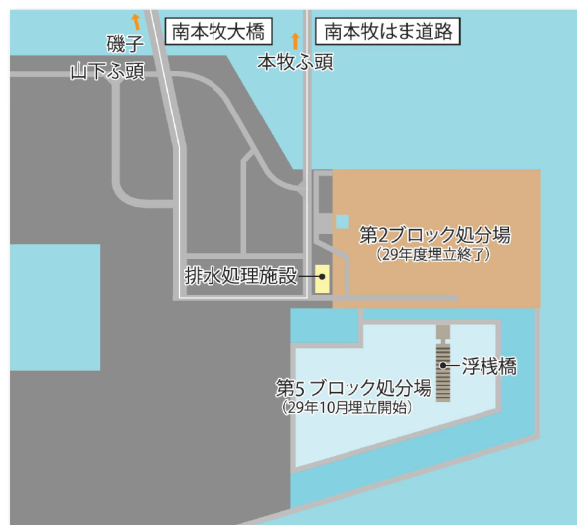 南本牧大橋
南本牧はま道路
磯子
山下ふ頭
本牧ふ頭
第2ブロック処分場
(29年度埋立終了)
排水処理施設
浮桟橋
第5ブロック処分場
(29年10月埋立開始)